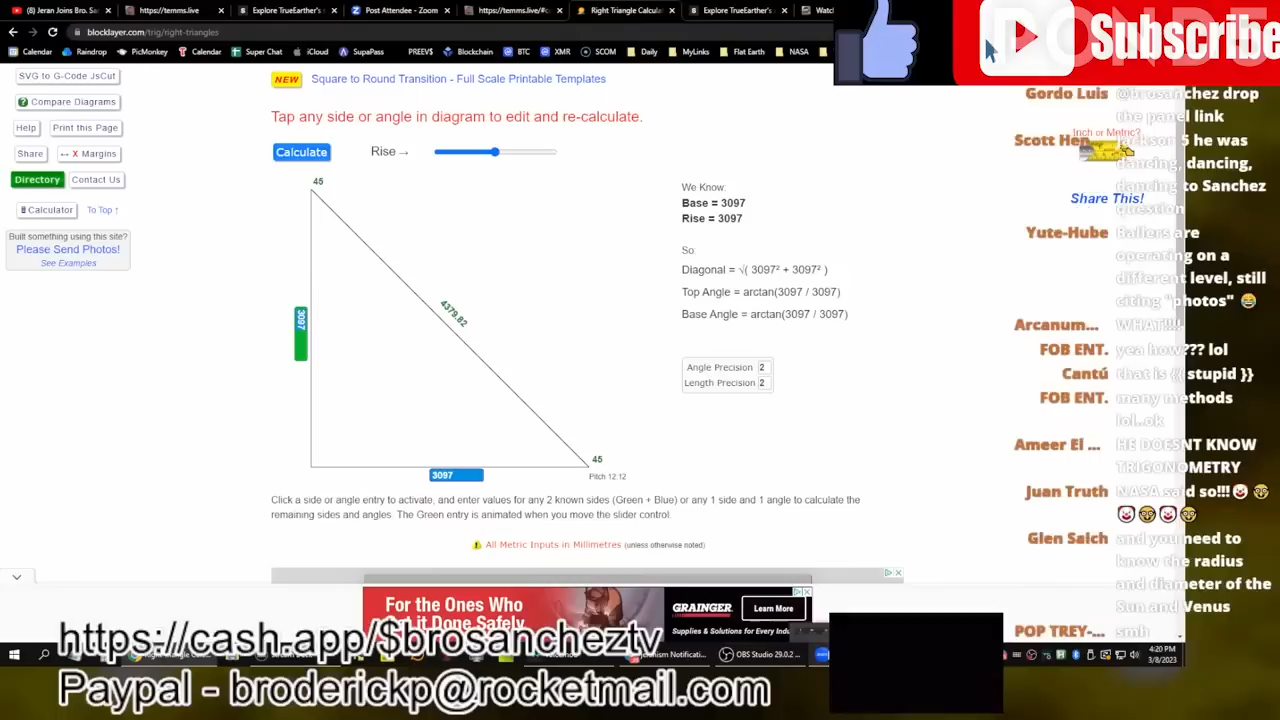 (5) Jeran Joins Bro. Sa
https://temms.live/
Explore TrueEarther's
Post Attendee - Zoom
https://temms.live/#c
Right Triangle Calcula
Explore TrueEarther's
Watch
blocklayer.com/trig/right-triangles
Calendar
Raindrop
PicMonkey
Calendar
Super Chat
iCloud
SupaPass
PREEV$
Blockchain
BTC
XMR
SCOM
Daily
MyLinks
Flat Earth
NASA
Subscribe
SVG to G-Code JsCut
Compare Diagrams
Help
Print this Page
Share
↔ X Margins
Directory
Contact Us
Calculator
To Top ↑
Built something using this site?
Please Send Photos!
See Examples
NEW
Square to Round Transition - Full Scale Printable Templates
Tap any side or angle in diagram to edit and re-calculate.
Calculate
Rise →
45
4379.82
3097
45
3097
Pitch 12:12
We Know:
Base = 3097
Rise = 3097
So:
Diagonal = √( 3097² + 3097² )
Top Angle = arctan(3097 / 3097)
Base Angle = arctan(3097 / 3097)
Angle Precision 2
Length Precision 2
Click a side or angle entry to activate, and enter values for any 2 known sides (Green + Blue) or any 1 side and 1 angle to calculate the
remaining sides and angles. The Green entry is animated when you move the slider control.
All Metric Inputs in Millimetres (unless otherwise noted)
Inch or Metric?
Share This!
Gordo Luis @brosanchez drop
the panel link
Scott Hen jackson 5 he was
dancing, dancing,
dancing to Sanchez
question
Yute-Hube Ballers are
operating on a
different level, still
citing "photos" 😂
Arcanum... WHAT!!!!
FOB ENT. yea how??? lol
Cantú that is {{ stupid }}
FOB ENT. many methods
lol..ok
Ameer El ... HE DOESNT KNOW
TRIGONOMETRY
Juan Truth NASA said so!!! 🤡 🤓
🤡 🤓 🤡 🤓
Glen Saich and you need to
know the radius
and diameter of the
Sun and Venus
POP TREY-... smh
For the Ones Who
Get it Done Safely.
GRAINGER
Learn More
Supplies & Solutions for Every Indu
https://cash-app/$brosancheztv
Paypal - broderickp@rocketmail.com
Jeranism Notificati...
OBS Studio 29.0.2
4:20 PM
3/8/2023